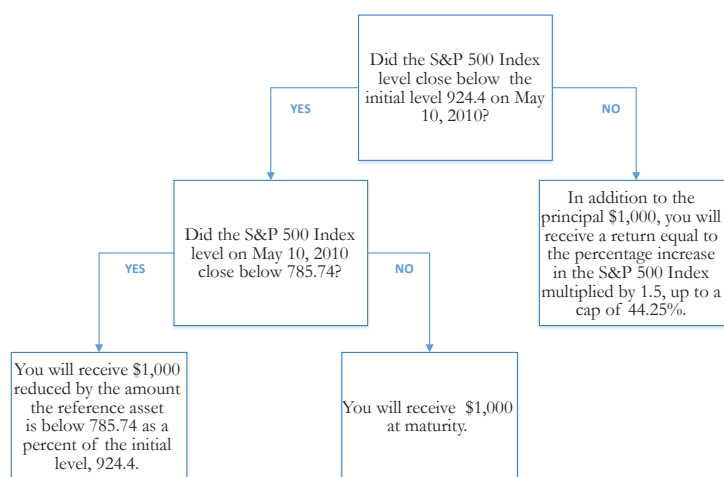 Did the S&P 500 Index
level close below the
initial level 924.4 on May
10, 2010?
YES
NO
Did the S&P 500 Index
level on May 10, 2010
close below 785.74?
In addition to the
principal $1,000, you will
receive a return equal to
the percentage increase
in the S&P 500 Index
multiplied by 1.5, up to a
cap of 44.25%.
YES
NO
You will receive $1,000
reduced by the amount
the reference asset
is below 785.74 as a
percent of the initial
level, 924.4.
You will receive $1,000
at maturity.